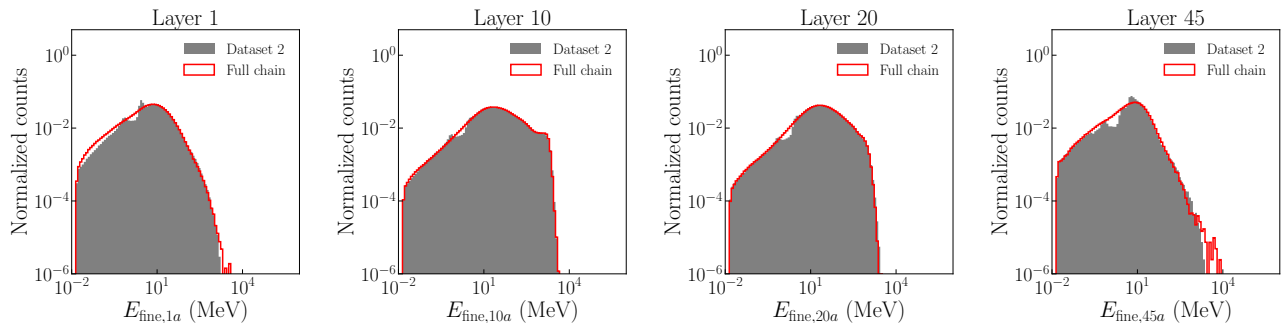 Layer 1
Normalized counts
10^0
10^-2
10^-4
10^-6
Dataset 2
Full chain
10^-2
10^1
10^4
E_fine,1a (MeV)
Layer 10
Normalized counts
10^0
10^-2
10^-4
10^-6
Dataset 2
Full chain
10^-2
10^1
10^4
E_fine,10a (MeV)
Layer 20
Normalized counts
10^0
10^-2
10^-4
10^-6
Dataset 2
Full chain
10^-2
10^1
10^4
E_fine,20a (MeV)
Layer 45
Normalized counts
10^0
10^-2
10^-4
10^-6
Dataset 2
Full chain
10^-2
10^1
10^4
E_fine,45a (MeV)